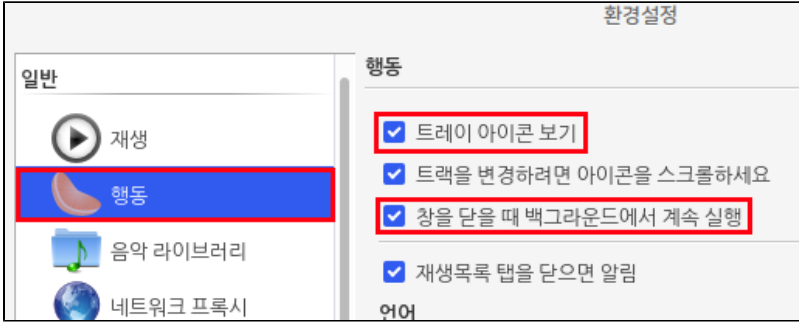 환경설정
일반
재생
행동
음악 라이브러리
네트워크 프록시
행동
트레이 아이콘 보기
트랙을 변경하려면 아이콘을 스크롤하세요
창을 닫을 때 백그라운드에서 계속 실행
재생목록 탭을 닫으면 알림
언어